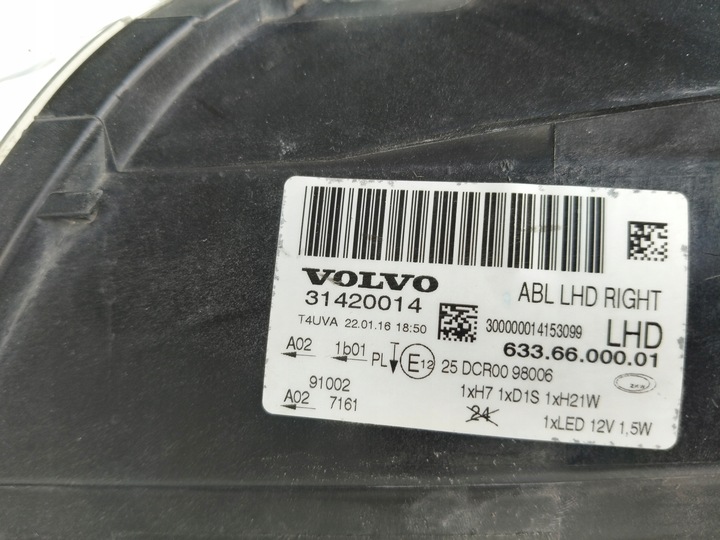 VOLVO
ABL LHD RIGHT
31420014
T4UVA 22.01.16 18:50
300000014153099
LHD
633.66.000.01
A02 1b01 PL E12 25 DCR00 98006
91002
A02 7161
1xH7 1xD1S 1xH21W
24
1xLED 12V 1,5W